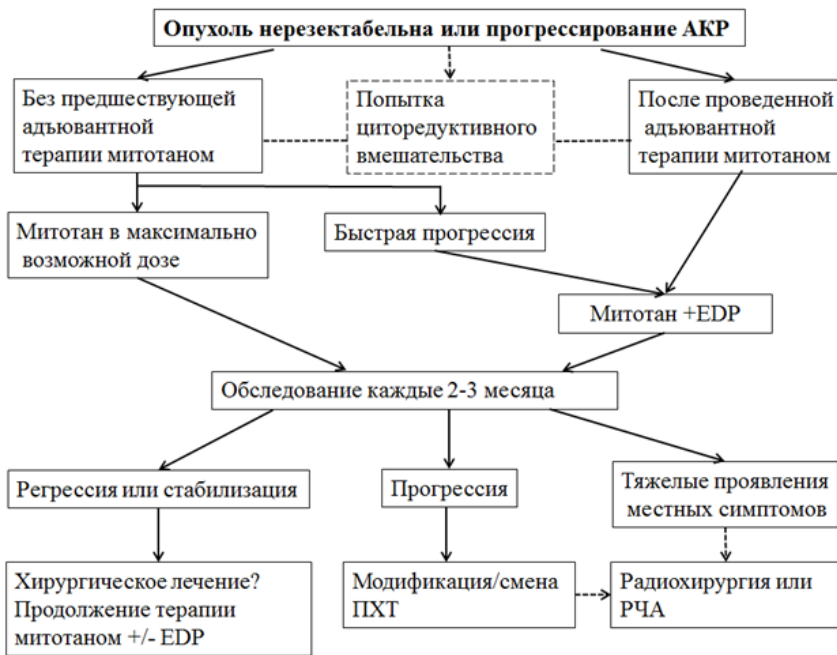 Опухоль нерезектабельна или прогрессирование АКР
Без предшествующей
адъювантной
терапии митотаном
Попытка
циторедуктивного
вмешательства
После проведенной
адъювантной
терапии митотаном
Митотан в максимально
возможной дозе
Быстрая прогрессия
Митотан +EDP
Обследование каждые 2-3 месяца
Регрессия или стабилизация
Прогрессия
Тяжелые проявления
местных симптомов
Хирургическое лечение?
Продолжение терапии
митотаном +/- EDP
Модификация/смена
ПХТ
Радиохирургия или
РЧА